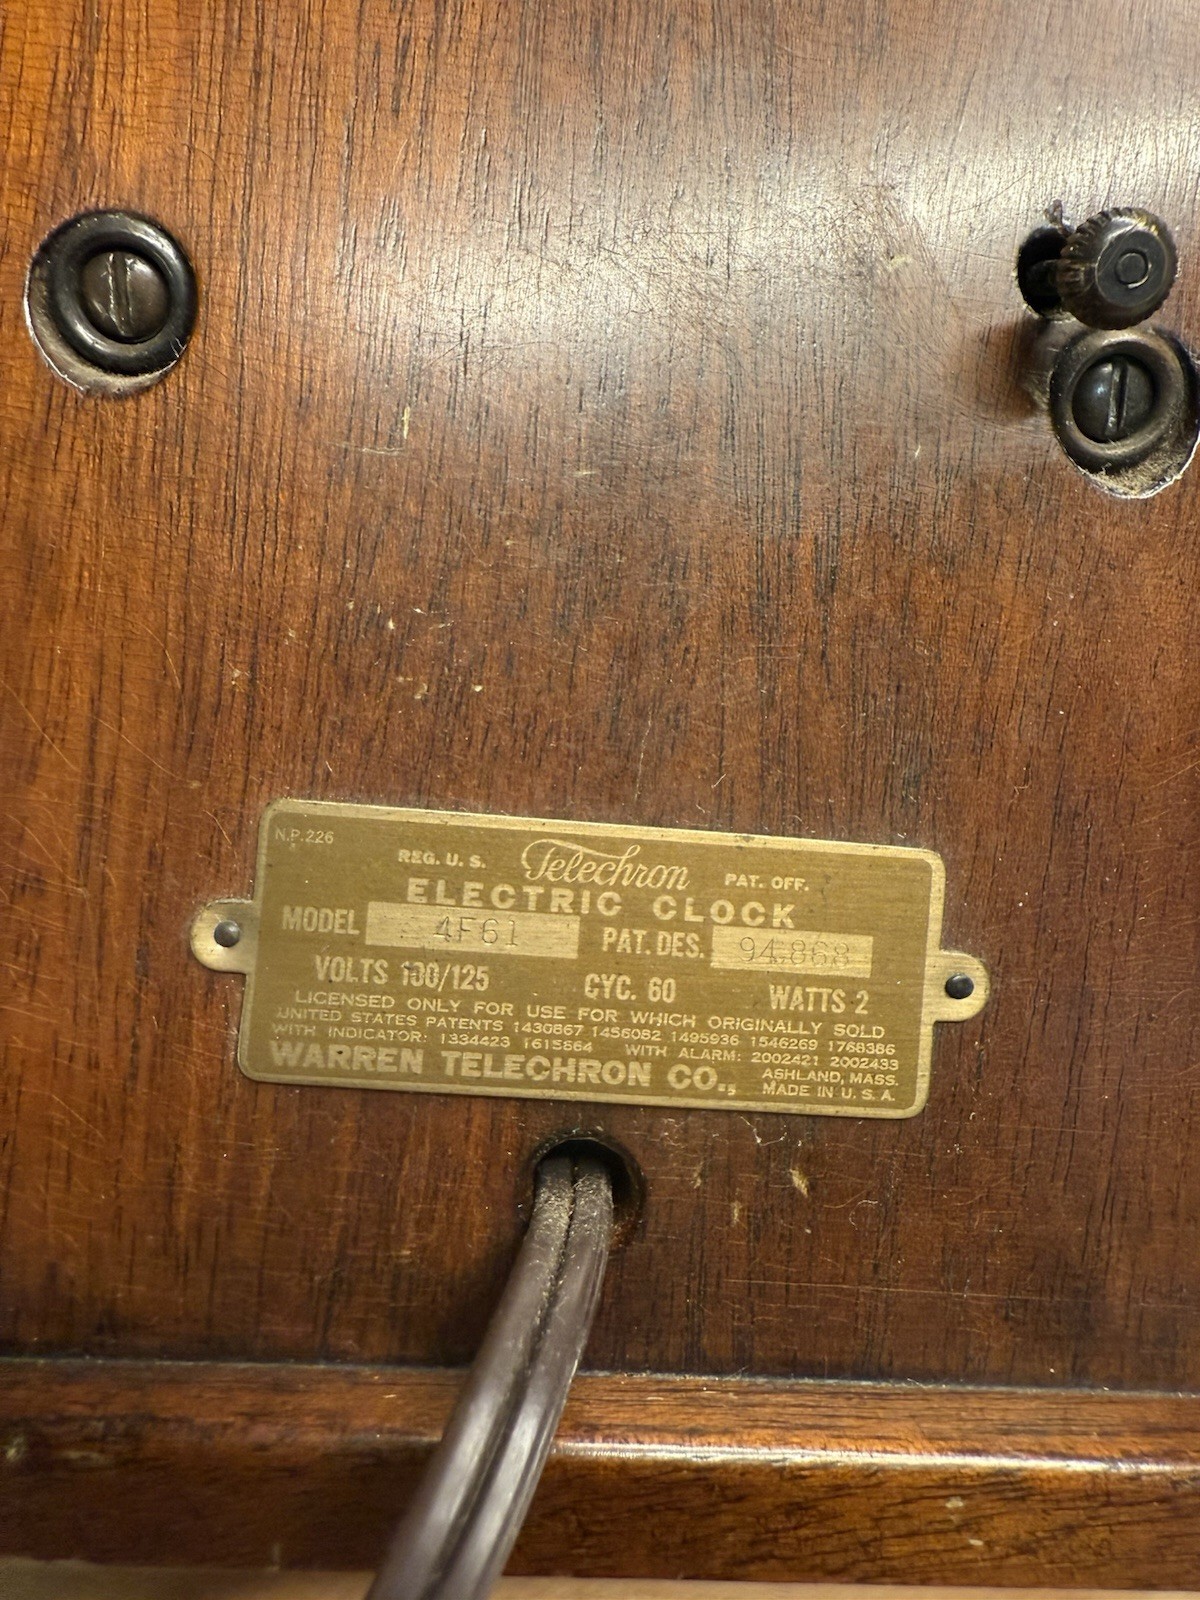 N.P.226
REG. U. S. Telechron PAT. OFF.
ELECTRIC CLOCK
MODEL 4F61 PAT. DES. 94,868
VOLTS 100/125 CYC. 60 WATTS 2
LICENSED ONLY FOR USE FOR WHICH ORIGINALLY SOLD
UNITED STATES PATENTS 1430867 1456082 1495936 1546269 1768386
WITH INDICATOR: 1334423 1615864 WITH ALARM: 2002421 2002433
WARREN TELECHRON CO., ASHLAND, MASS.
MADE IN U. S. A.